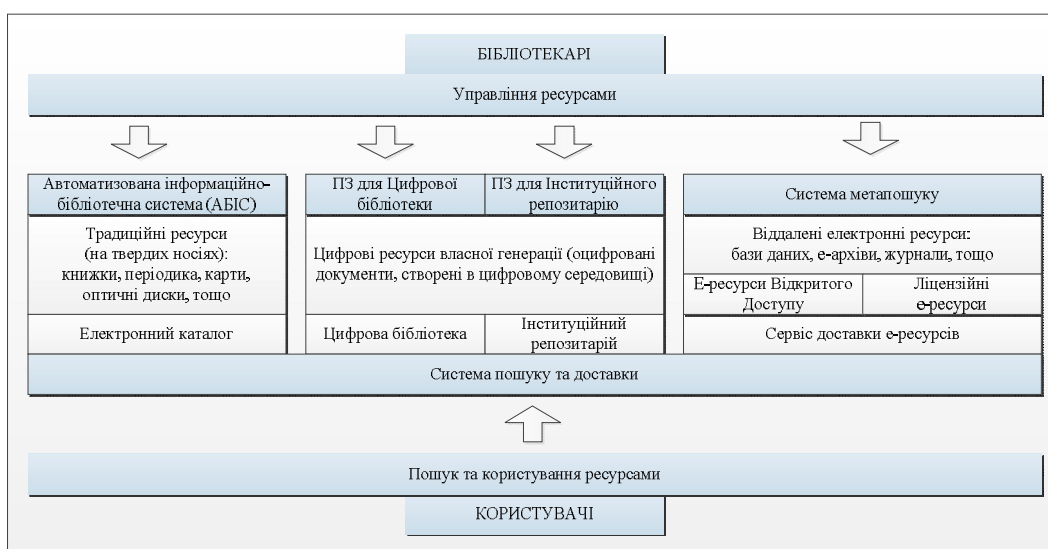 БІБЛІОТЕКАРІ
Управління ресурсами
Автоматизована інформаційно-
бібліотечна система (АБІС)
Традиційні ресурси
(на твердих носіях):
книжки, періодика, карти,
оптичні диски, тощо
Електронний каталог
ПЗ для Цифрової
бібліотеки
ПЗ для Інституційного
репозитарію
Цифрові ресурси власної генерації (оцифровані
документи, створені в цифровому середовищі)
Цифрова бібліотека
Інституційний
репозитарій
Система метапошуку
Віддалені електронні ресурси:
бази даних, е-архіви, журнали, тощо
Е-ресурси Відкритого
Доступу
Ліцензійні
е-ресурси
Сервіс доставки е-ресурсів
Система пошуку та доставки
Пошук та користування ресурсами
КОРИСТУВАЧІ